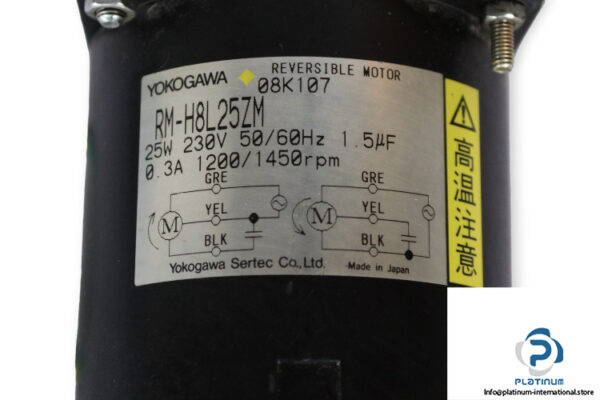 YOKOGAWA REVERSIBLE MOTOR
08K107
RM-H8L25ZM
25W 230V 50/60Hz 1.5μF
0.3A 1200/1450rpm
GRE
YEL
BLK
M
GRE
YEL
BLK
M
Yokogawa Sertec Co.,Ltd. Made in Japan
高温注意
P
PLATINUM
platinum-international.store